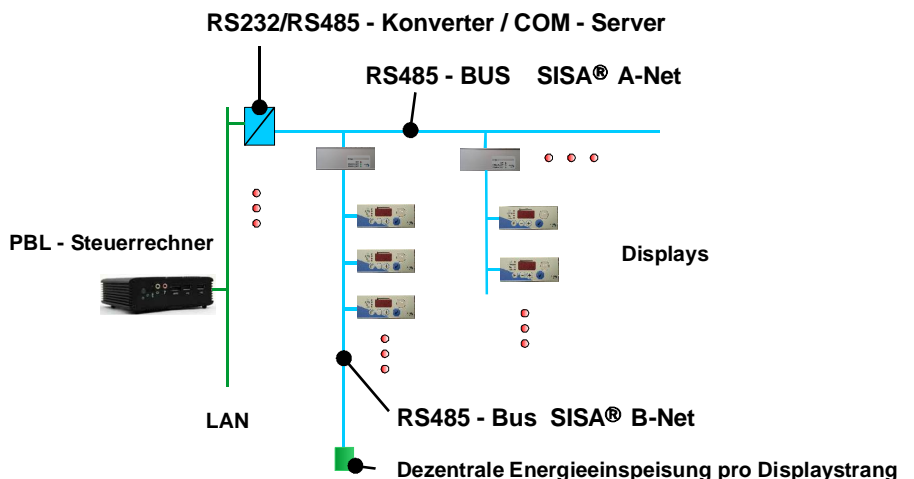 RS232/RS485 - Konverter / COM - Server
RS485 - BUS SISA® A-Net
PBL - Steuerrechner
Displays
LAN
RS485 - Bus SISA® B-Net
Dezentrale Energieeinspeisung pro Displaystrang